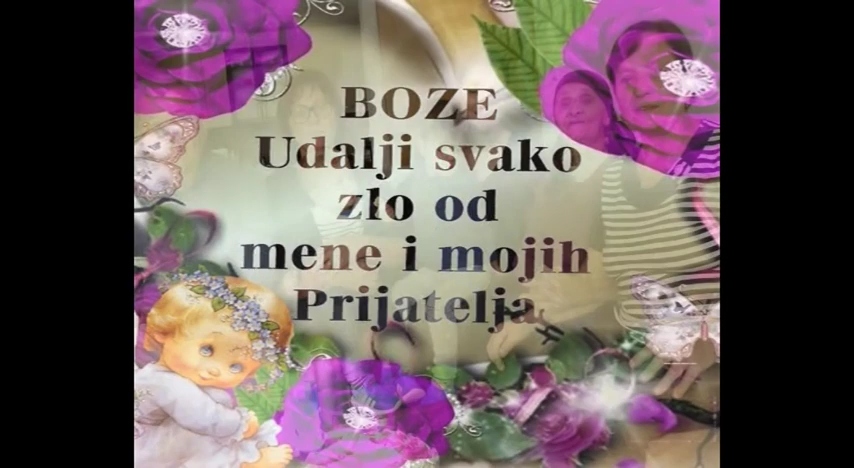 BOZE
Udalji svako
zlo od
mene i mojih
Prijatelja